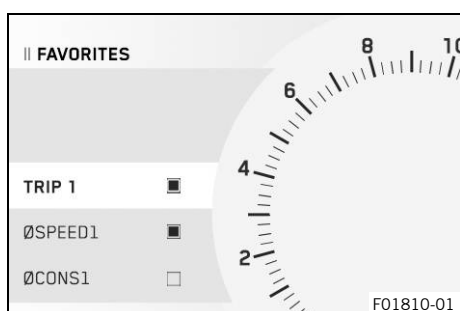 || FAVORITES
TRIP 1
ØSPEED1
ØCONS1
2
4
6
8
10
F01810-01